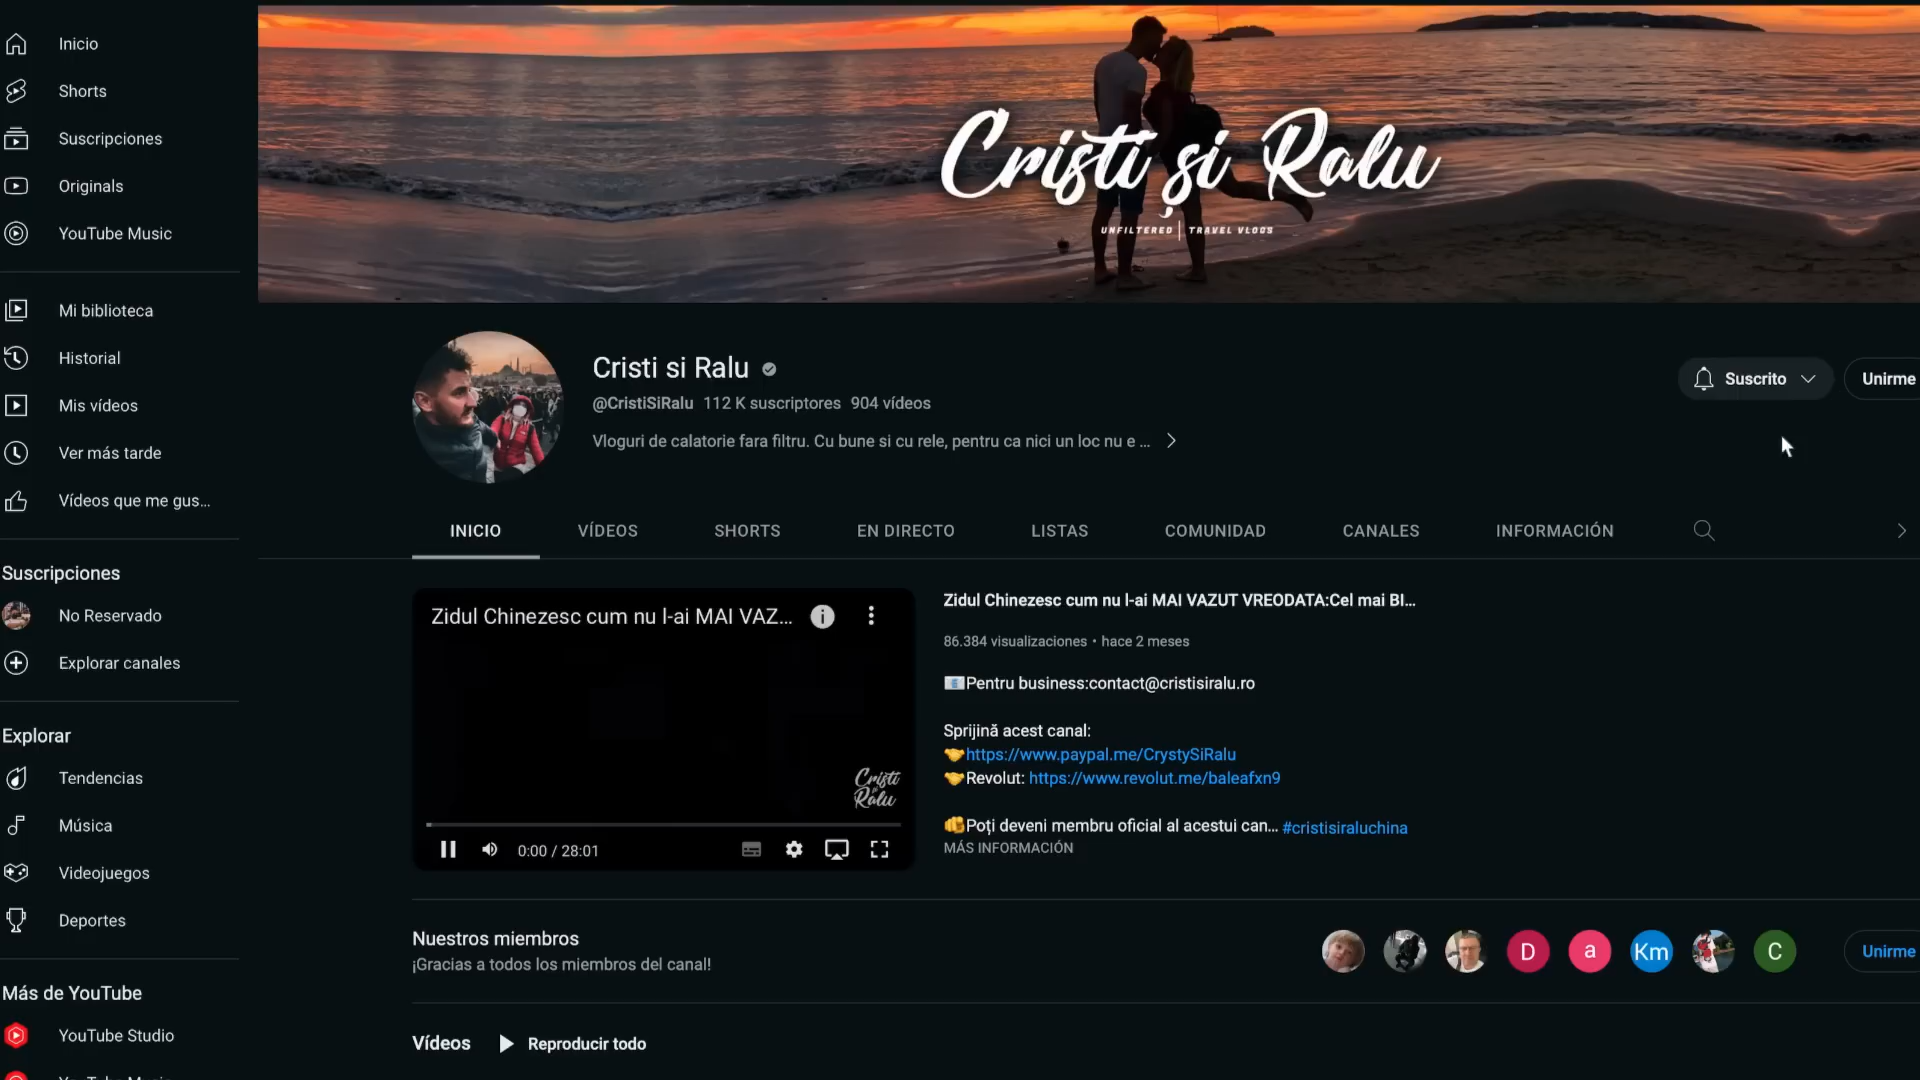 Inicio
Shorts
Suscripciones
Originals
YouTube Music
Mi biblioteca
Historial
Mis vídeos
Ver más tarde
Vídeos que me gus...
Suscripciones
No Reservado
Explorar canales
Explorar
Tendencias
Música
Videojuegos
Deportes
Más de YouTube
YouTube Studio
YouTube Music
Cristi și Ralu
UNFILTERED | TRAVEL VLOGS
Cristi si Ralu
@CristiSiRalu 112 K suscriptores 904 vídeos
Vloguri de calatorie fara filtru. Cu bune si cu rele, pentru ca nici un loc nu e ...
Suscrito
Unirme
INICIO VÍDEOS SHORTS EN DIRECTO LISTAS COMUNIDAD CANALES INFORMACIÓN
Zidul Chinezesc cum nu l-ai MAI VAZ...
Cristi
și
Ralu
0:00 / 28:01
Zidul Chinezesc cum nu l-ai MAI VAZUT VREODATA:Cel mai BI...
86.384 visualizaciones • hace 2 meses
📧Pentru business:contact@cristisiralu.ro
Sprijină acest canal:
🤝https://www.paypal.me/CrystySiRalu
🤝Revolut: https://www.revolut.me/baleafxn9
🫵Poți deveni membru oficial al acestui can... #cristisiraluchina
MÁS INFORMACIÓN
Nuestros miembros
¡Gracias a todos los miembros del canal!
D
a
Km
C
Unirme
Vídeos
Reproducir todo